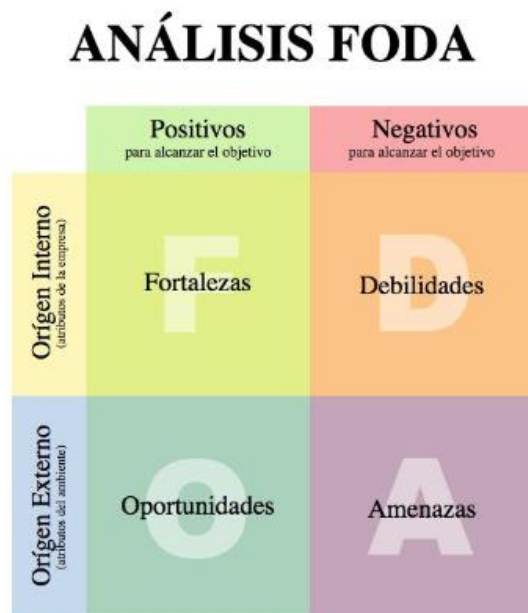 ANÁLISIS FODA
Positivos
para alcanzar el objetivo
Negativos
para alcanzar el objetivo
Orígen Interno
(atributos de la empresa)
F
Fortalezas
D
Debilidades
Orígen Externo
(atributos del ambiente)
O
Oportunidades
A
Amenazas